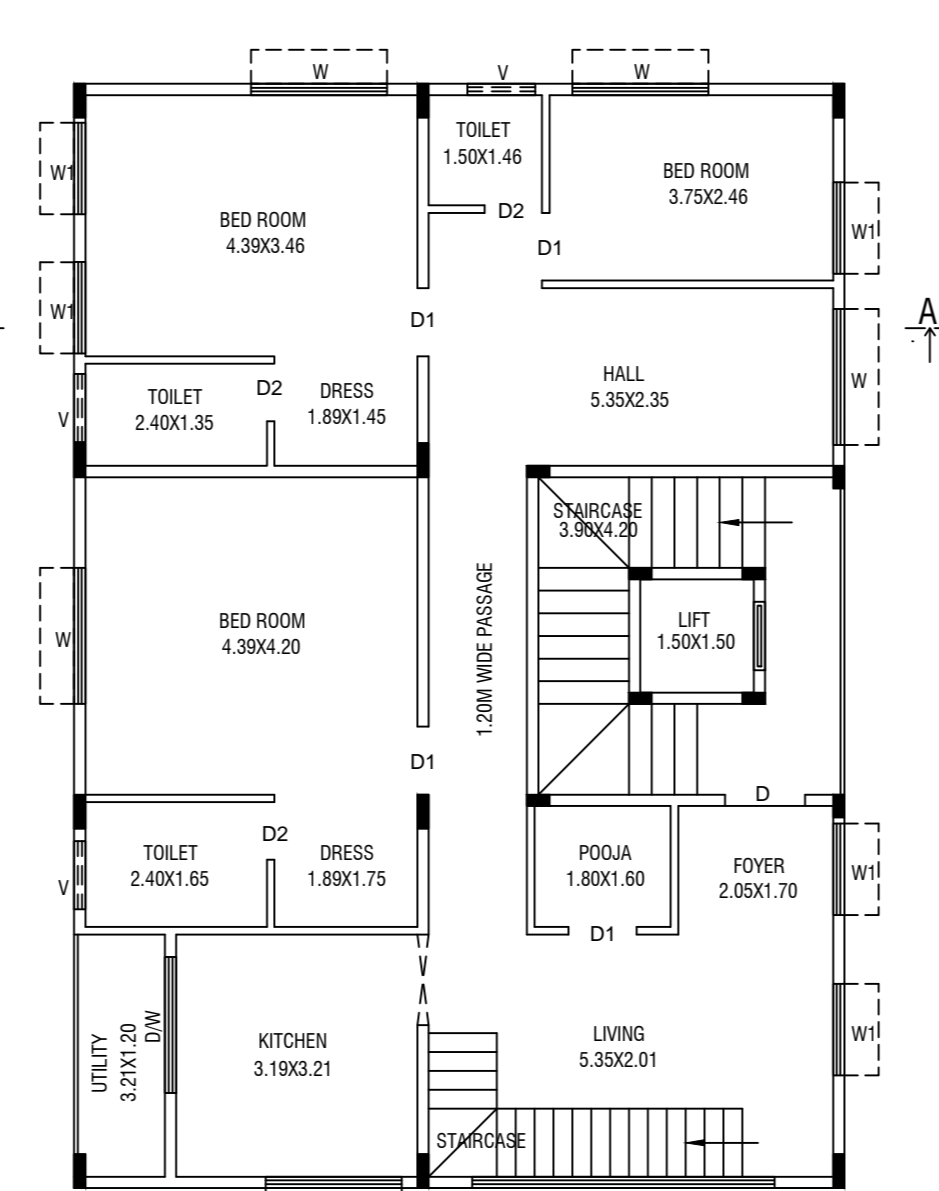 W
V
W
W1
TOILET
1.50X1.46
BED ROOM
3.75X2.46
BED ROOM
4.39X3.46
D2
D1
W1
W1
D1
A
HALL
5.35X2.35
W
TOILET
2.40X1.35
D2
DRESS
1.89X1.45
V
STAIRCASE
3.90X4.20
BED ROOM
4.39X4.20
W
1.20M WIDE PASSAGE
LIFT
1.50X1.50
D1
D
TOILET
2.40X1.65
D2
DRESS
1.89X1.75
V
POOJA
1.80X1.60
FOYER
2.05X1.70
W1
D1
UTILITY
3.21X1.20
D/W
KITCHEN
3.19X3.21
LIVING
5.35X2.01
W1
STAIRCASE